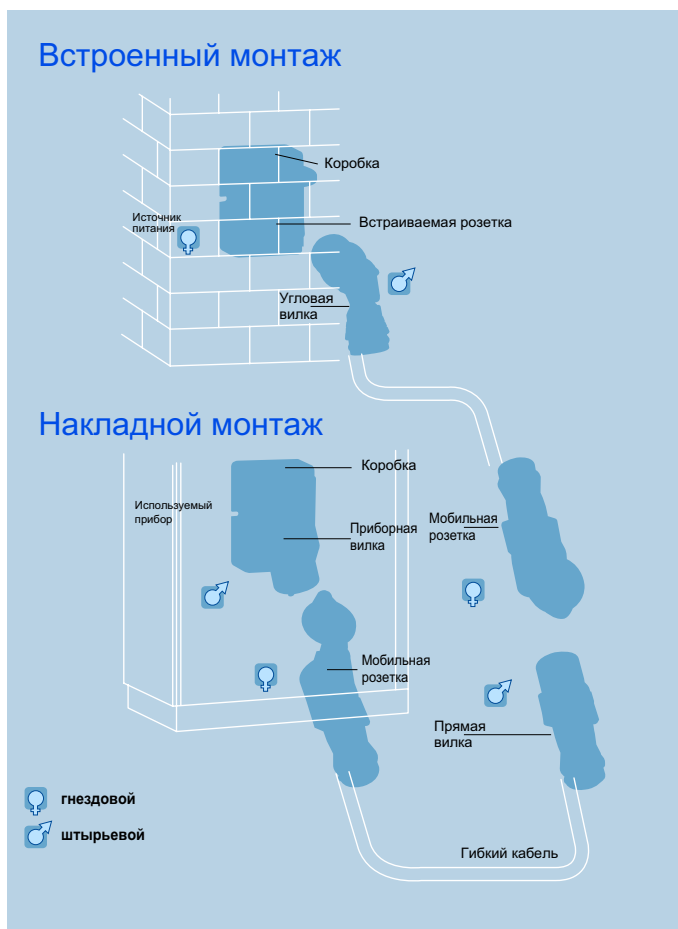 Встроенный монтаж
Коробка
Источник
питания
Встраиваемая розетка
Угловая
вилка
Накладной монтаж
Коробка
Используемый
прибор
Приборная
вилка
Мобильная
розетка
Мобильная
розетка
Прямая
вилка
гнездовой
штырьевой
Гибкий кабель